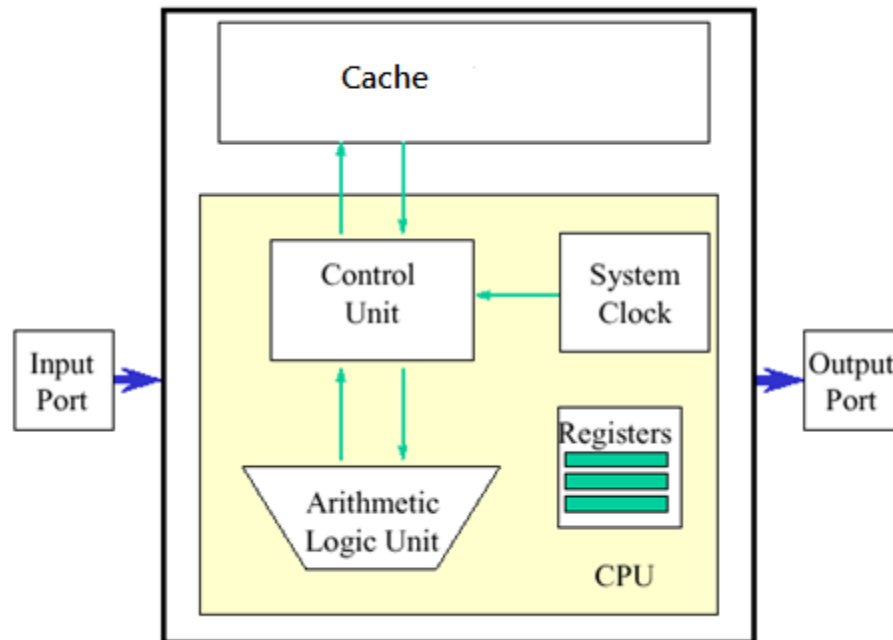 Cache
Control
Unit
System
Clock
Input
Port
Output
Port
Registers
Arithmetic
Logic Unit
CPU